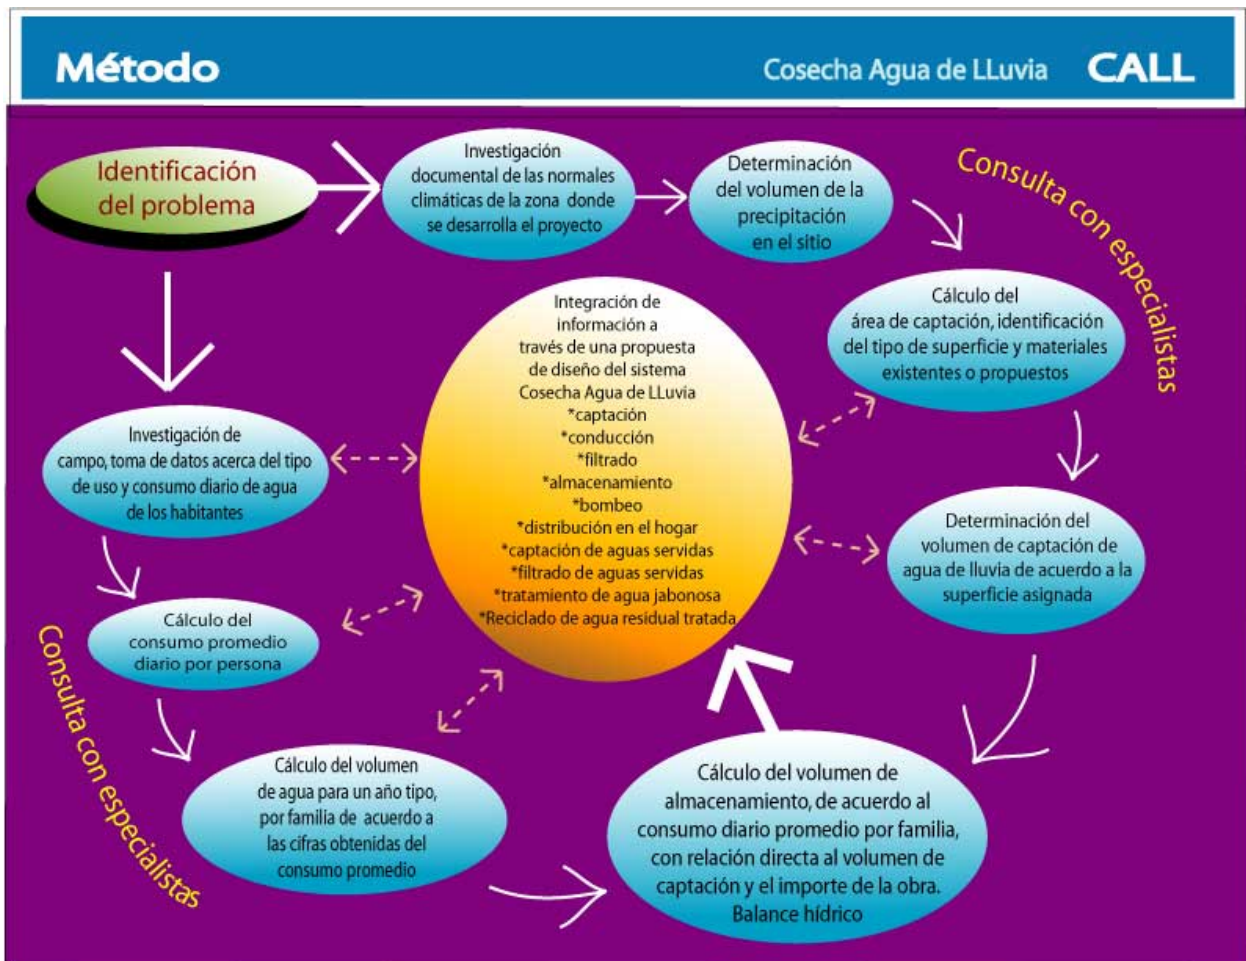 Método
Cosecha Agua de LLuvia CALL
Identificación
del problema
Investigación
documental de las normales
climáticas de la zona donde
se desarrolla el proyecto
Determinación
del volumen de la
precipitación
en el sitio
Consulta con especialistas
Cálculo del
área de captación, identificación
del tipo de superficie y materiales
existentes o propuestos
Integración de
información a
través de una propuesta
de diseño del sistema
Cosecha Agua de LLuvia
*captación
*conducción
*filtrado
*almacenamiento
*bombeo
*distribución en el hogar
*captación de aguas servidas
*filtrado de aguas servidas
*tratamiento de agua jabonosa
*Reciclado de agua residual tratada
Investigación de
campo, toma de datos acerca del tipo
de uso y consumo diario de agua
de los habitantes
Determinación del
volumen de captación de
agua de lluvia de acuerdo a la
superficie asignada
Cálculo del
consumo promedio
diario por persona
Consulta con especialistas
Cálculo del volumen
de agua para un año tipo,
por familia de acuerdo a
las cifras obtenidas del
consumo promedio
Cálculo del volumen de
almacenamiento, de acuerdo al
consumo diario promedio por familia,
con relación directa al volumen de
captación y el importe de la obra.
Balance hídrico